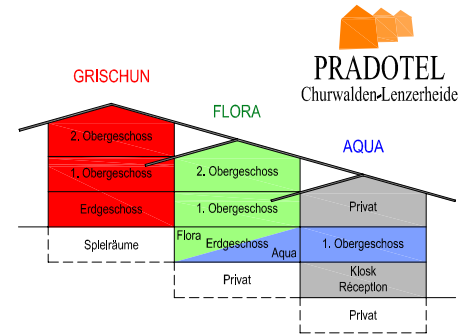 PRADOTEL
Churwalden-Lenzerheide
GRISCHUN
FLORA
AQUA
2. Obergeschoss
1. Obergeschoss
Erdgeschoss
Spielräume
2. Obergeschoss
1. Obergeschoss
Flora
Erdgeschoss
Aqua
Privat
Privat
1. Obergeschoss
Kiosk
Réception
Privat